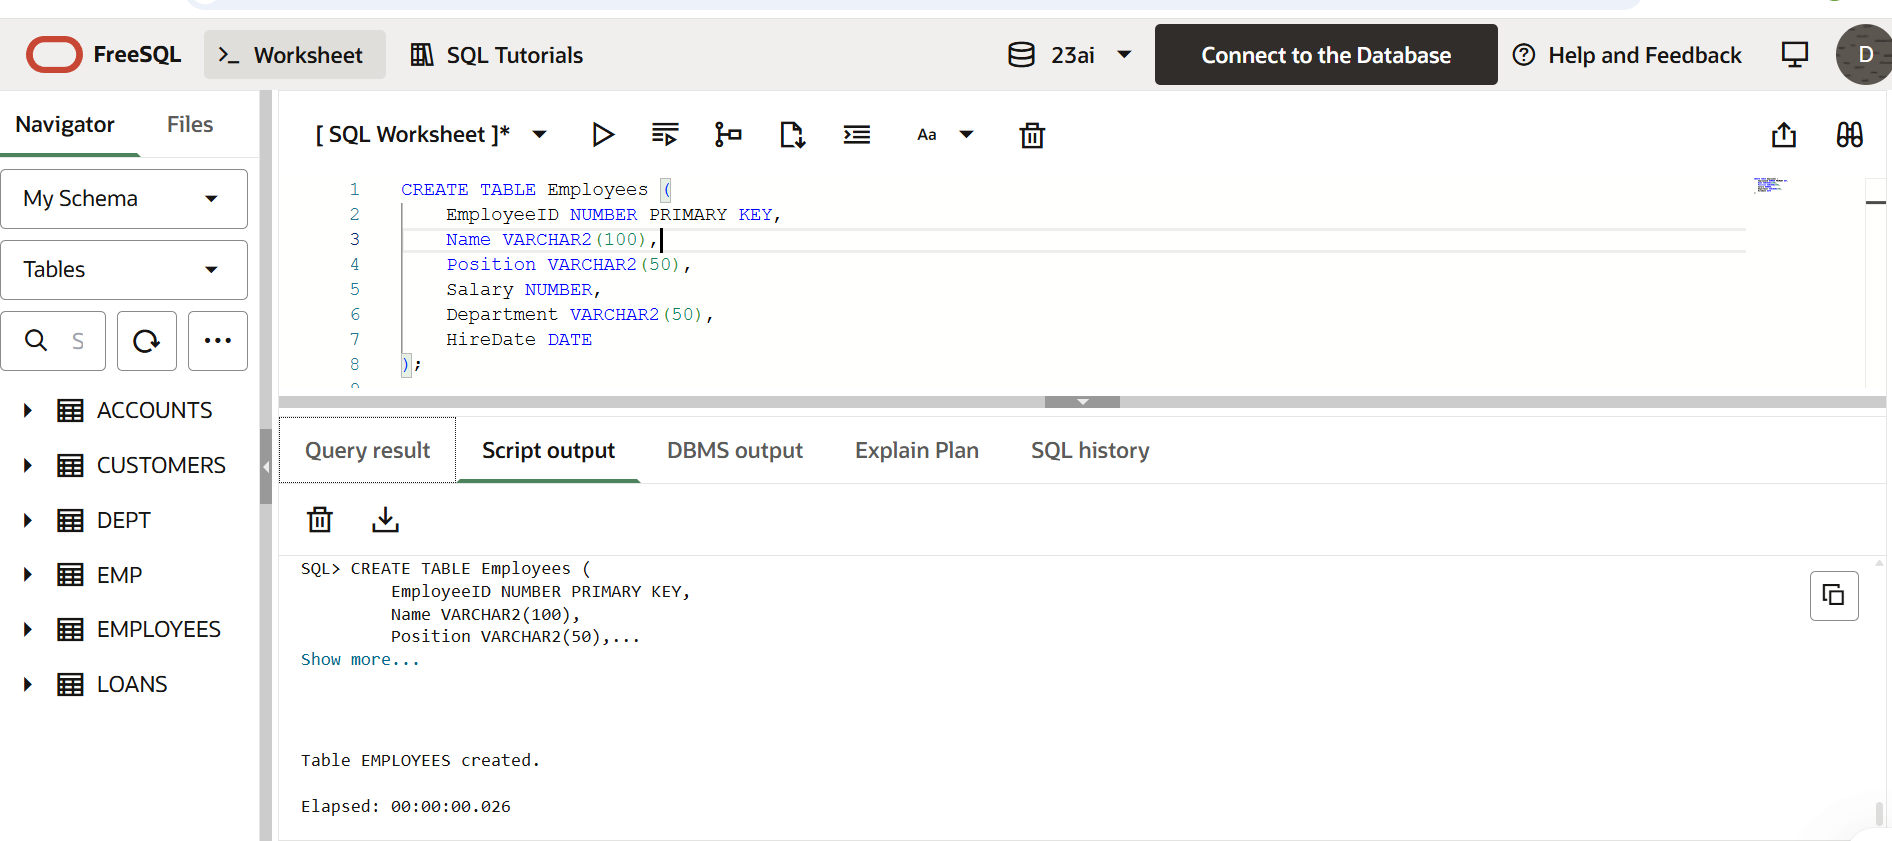 FreeSQL
>_ Worksheet
SQL Tutorials
23ai
Connect to the Database
Help and Feedback
D
Navigator
Files
My Schema
Tables
S
ACCOUNTS
CUSTOMERS
DEPT
EMP
EMPLOYEES
LOANS
[ SQL Worksheet ]*
Aa
1 CREATE TABLE Employees (
2 EmployeeID NUMBER PRIMARY KEY,
3 Name VARCHAR2(100),
4 Position VARCHAR2(50),
5 Salary NUMBER,
6 Department VARCHAR2(50),
7 HireDate DATE
8 );
Query result
Script output
DBMS output
Explain Plan
SQL history
SQL> CREATE TABLE Employees (
EmployeeID NUMBER PRIMARY KEY,
Name VARCHAR2(100),
Position VARCHAR2(50),...
Show more...
Table EMPLOYEES created.
Elapsed: 00:00:00.026